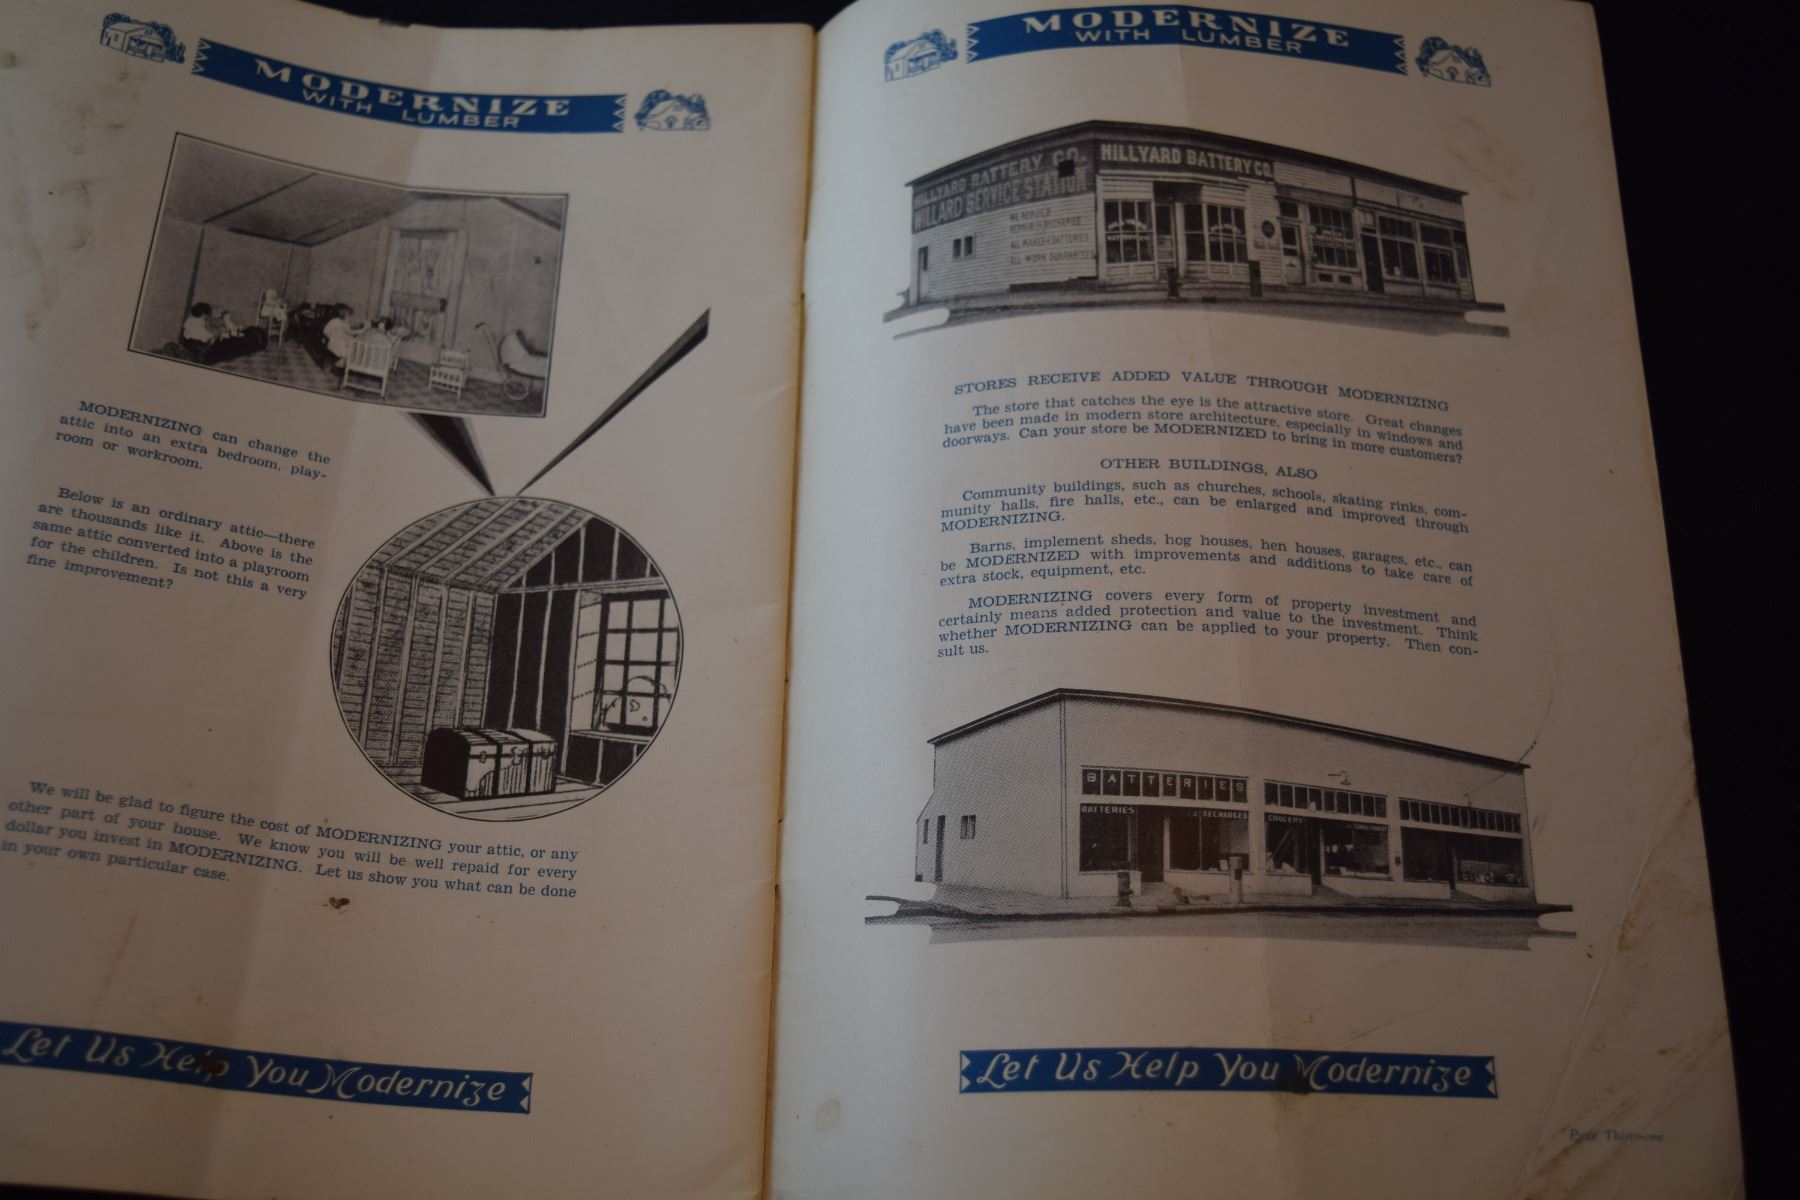 MODERNIZE
WITH LUMBER
MODERNIZING can change the
attic into an extra bedroom, play-
room or workroom.
Below is an ordinary attic—there
are thousands like it. Above is the
same attic converted into a playroom
for the children. Is not this a very
fine improvement?
We will be glad to figure the cost of MODERNIZING your attic, or any
other part of your house. We know you will be well repaid for every
dollar you invest in MODERNIZING. Let us show you what can be done
in your own particular case.
Let Us Help You Modernize
MODERNIZE
WITH LUMBER
HILLYARD BATTERY CO.
WILLARD SERVICE STATION
WE REBUILD
REPAIR OR RECHARGE
ALL MAKES OF BATTERIES
ALL WORK GUARANTEED
HILLYARD BATTERY CO.
STORES RECEIVE ADDED VALUE THROUGH MODERNIZING
The store that catches the eye is the attractive store. Great changes
have been made in modern store architecture, especially in windows and
doorways. Can your store be MODERNIZED to bring in more customers?
OTHER BUILDINGS, ALSO
Community buildings, such as churches, schools, skating rinks, com-
munity halls, fire halls, etc., can be enlarged and improved through
MODERNIZING.
Barns, implement sheds, hog houses, hen houses, garages, etc., can
be MODERNIZED with improvements and additions to take care of
extra stock, equipment, etc.
MODERNIZING covers every form of property investment and
certainly means added protection and value to the investment. Think
whether MODERNIZING can be applied to your property. Then con-
sult us.
BATTERIES
BATTERIES
RECHARGED
GROCERY
Let Us Help You Modernize
Page Thirty-one